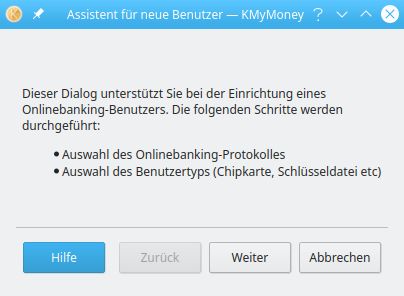 Assistent für neue Benutzer — KMyMoney
Dieser Dialog unterstützt Sie bei der Einrichtung eines
Onlinebanking-Benutzers. Die folgenden Schritte werden
durchgeführt:
• Auswahl des Onlinebanking-Protokolles
• Auswahl des Benutzertyps (Chipkarte, Schlüsseldatei etc)
Hilfe Zurück Weiter Abbrechen